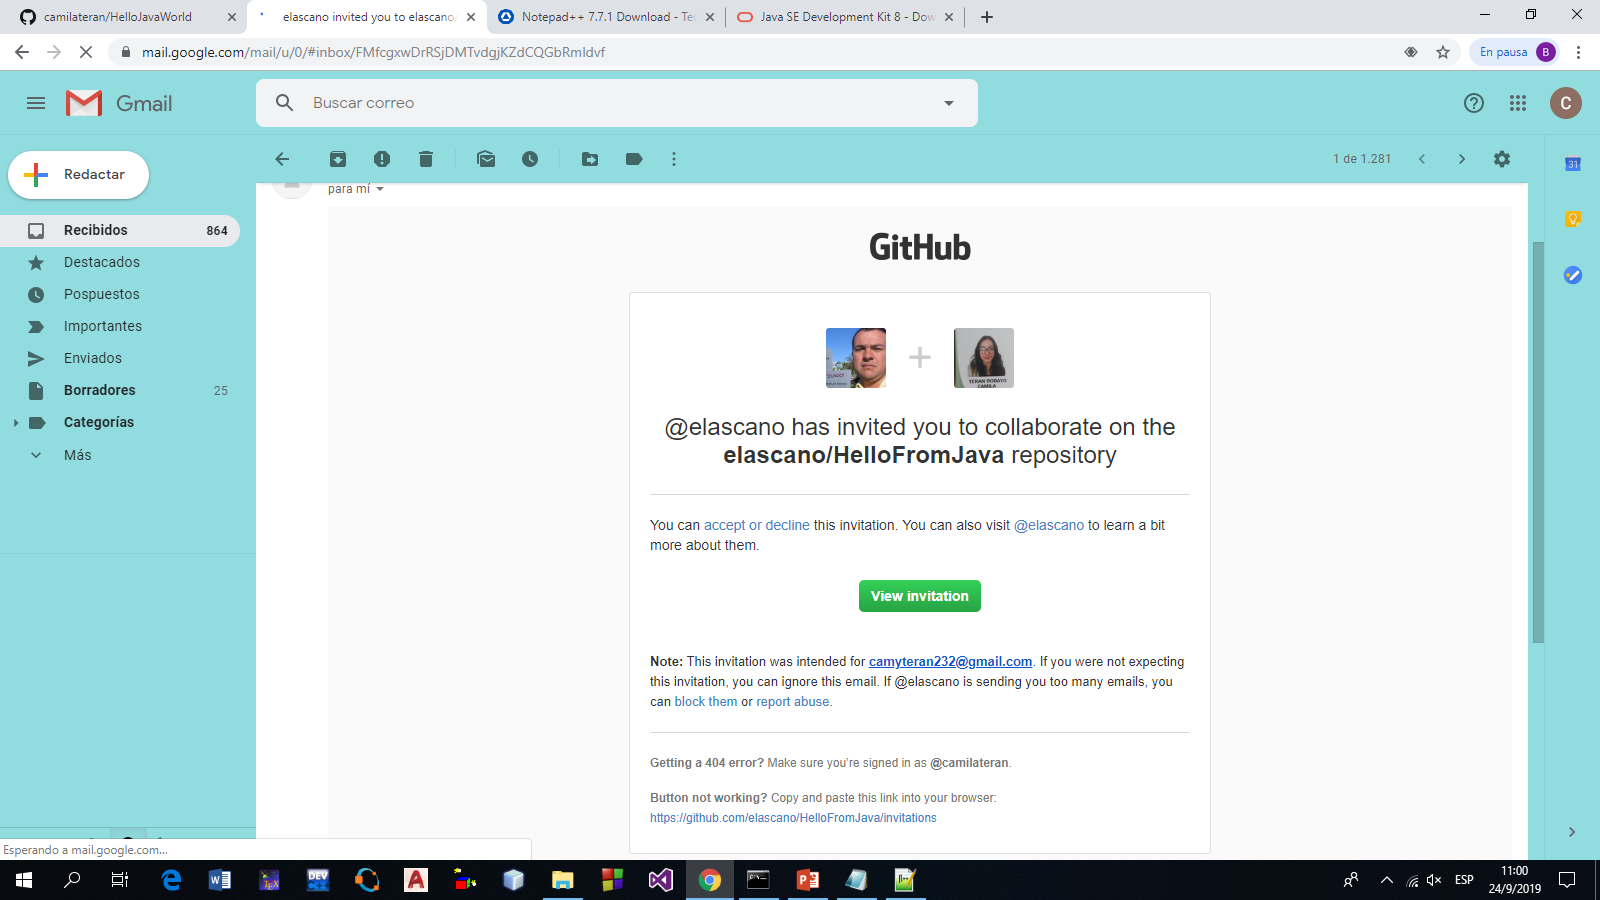 camilateran/HelloJavaWorld
elascano invited you to elascano/
Notepad++ 7.7.1 Download - Tec
Java SE Development Kit 8 - Dow
mail.google.com/mail/u/0/#inbox/FMfcgxwDrRSjDMTvdgjKZdCQGbRmIdvf
En pausa
B
Gmail
Buscar correo
C
Redactar
1 de 1.281
31
para mí
Recibidos 864
Destacados
Pospuestos
Importantes
Enviados
Borradores 25
Categorías
Más
GitHub
TERAN ROBAYO
CAMILA
@elascano has invited you to collaborate on the
elascano/HelloFromJava repository
You can accept or decline this invitation. You can also visit @elascano to learn a bit
more about them.
View invitation
Note: This invitation was intended for camyteran232@gmail.com. If you were not expecting
this invitation, you can ignore this email. If @elascano is sending you too many emails, you
can block them or report abuse.
Getting a 404 error? Make sure you're signed in as @camilateran.
Button not working? Copy and paste this link into your browser:
https://github.com/elascano/HelloFromJava/invitations
Esperando a mail.google.com...
DEV
ESP
11:00
24/9/2019